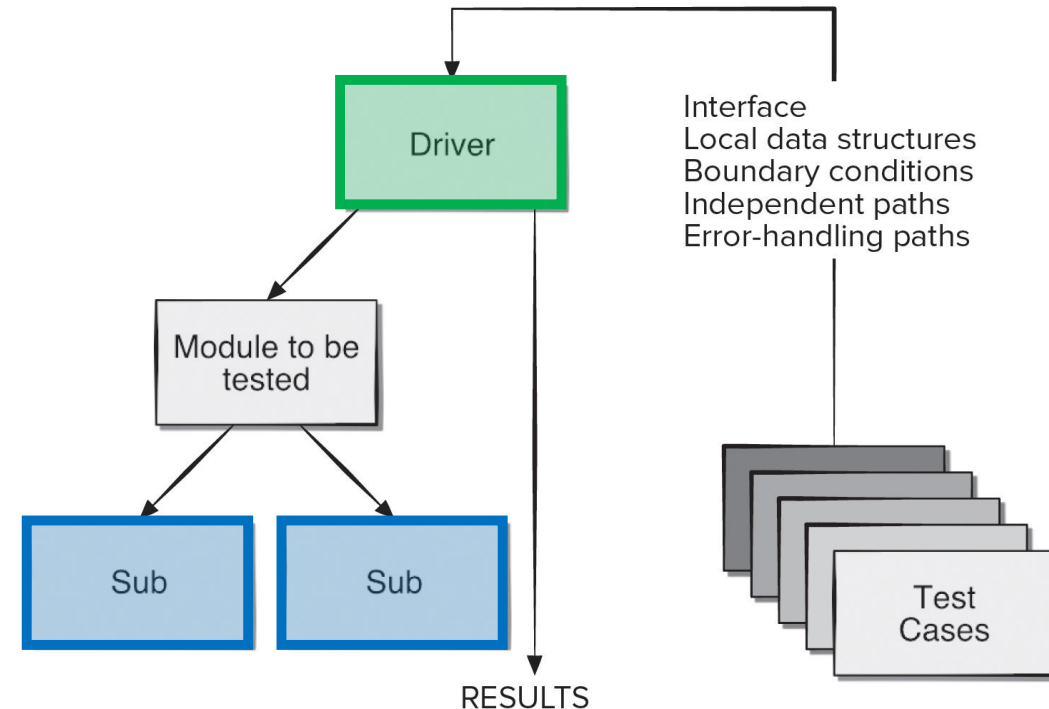 Driver
Interface
Local data structures
Boundary conditions
Independent paths
Error-handling paths
Module to be
tested
Sub
Sub
Test
Cases
RESULTS